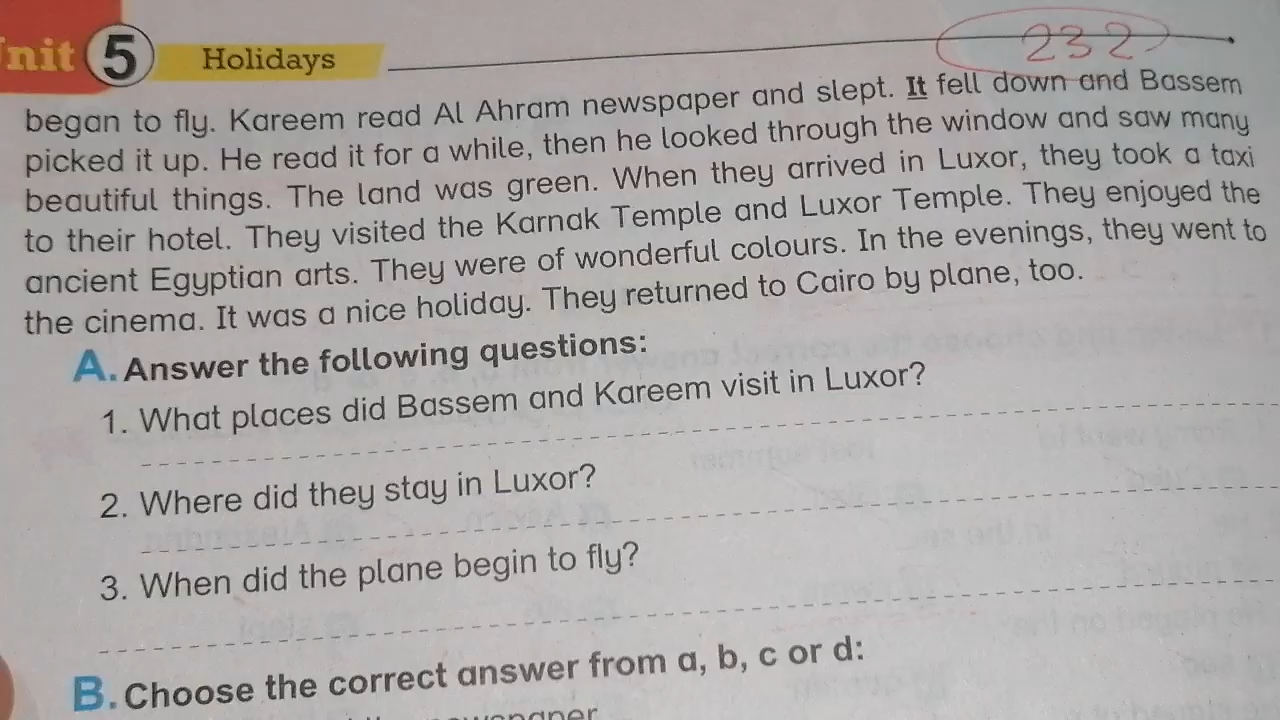 Unit 5 Holidays
232
began to fly. Kareem read Al Ahram newspaper and slept. It fell down and Bassem
picked it up. He read it for a while, then he looked through the window and saw many
beautiful things. The land was green. When they arrived in Luxor, they took a taxi
to their hotel. They visited the Karnak Temple and Luxor Temple. They enjoyed the
ancient Egyptian arts. They were of wonderful colours. In the evenings, they went to
the cinema. It was a nice holiday. They returned to Cairo by plane, too.
A. Answer the following questions:
1. What places did Bassem and Kareem visit in Luxor?
2. Where did they stay in Luxor?
3. When did the plane begin to fly?
B. Choose the correct answer from a, b, c or d:
newspaper